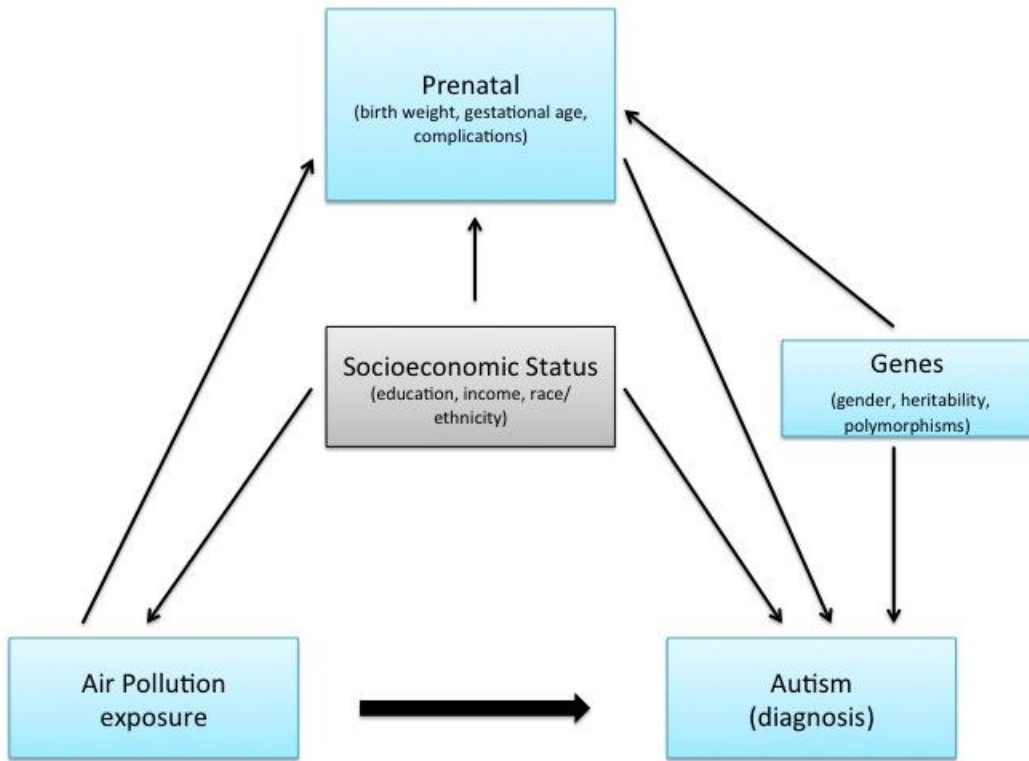 Prenatal
(birth weight, gestational age,
complications)
Socioeconomic Status
(education, income, race/
ethnicity)
Genes
(gender, heritability,
polymorphisms)
Air Pollution
exposure
Autism
(diagnosis)